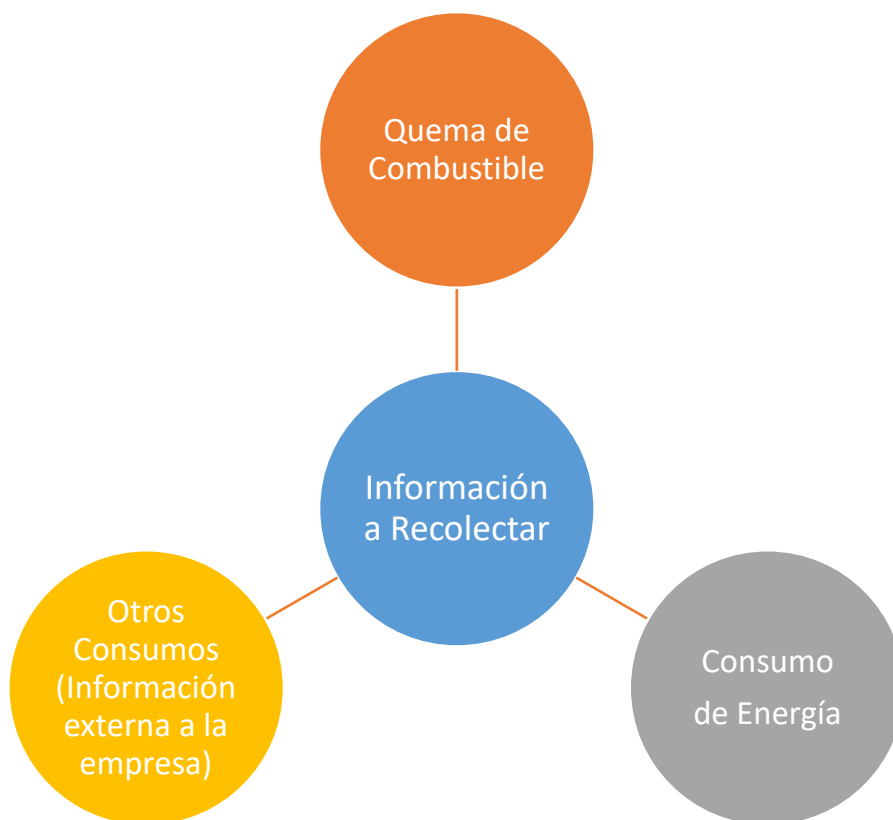 Quema de
Combustible
Información
a Recolectar
Otros
Consumos
(Información
externa a la
empresa)
Consumo
de Energía